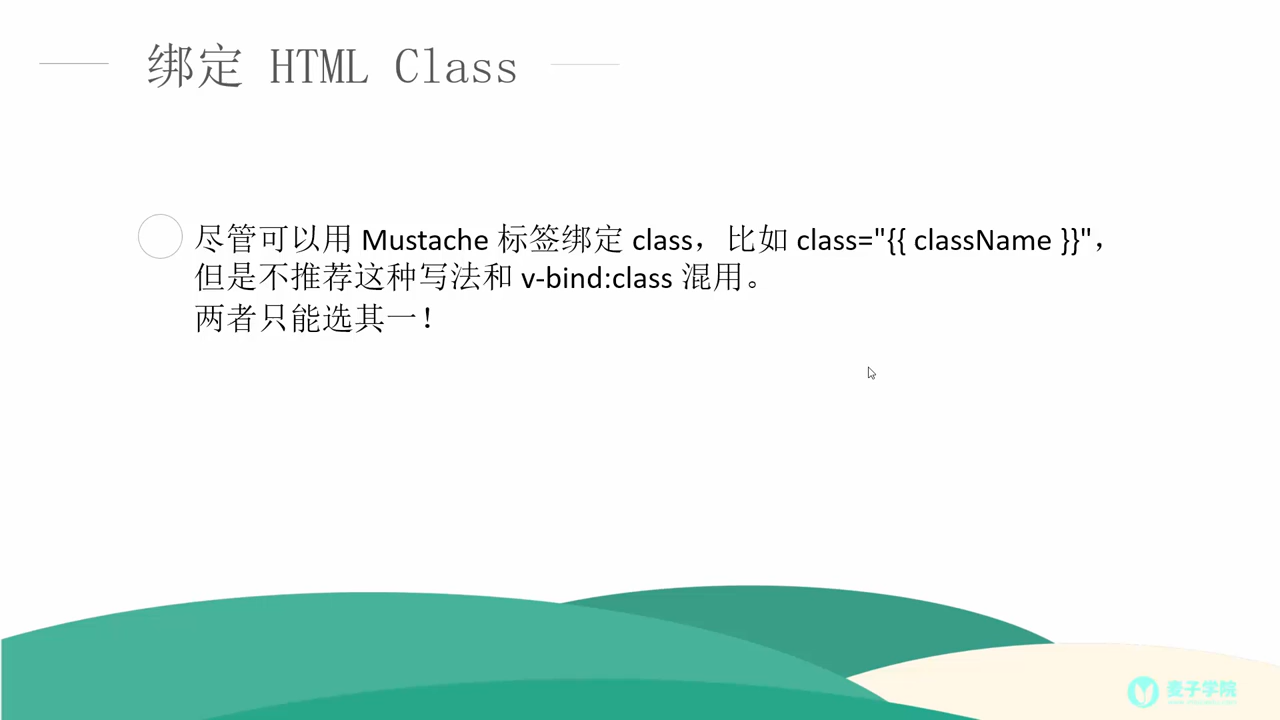 绑定 HTML Class
尽管可以用 Mustache 标签绑定 class，比如 class="{{ className }}"，
但是不推荐这种写法和 v-bind:class 混用。
两者只能选其一！
麦子学院